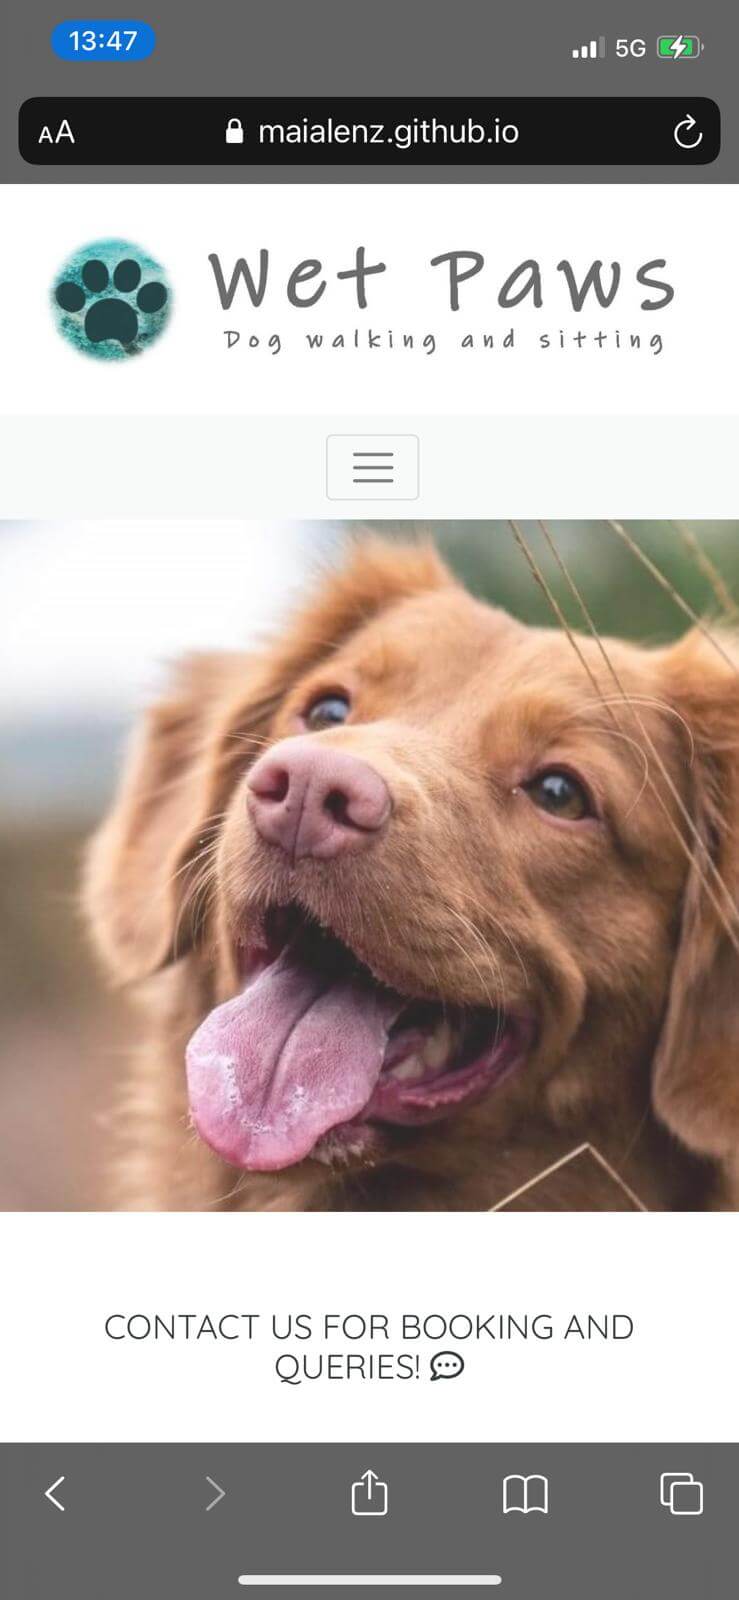 13:47
5G
AA
maialenz.github.io
Wet Paws
Dog walking and sitting
CONTACT US FOR BOOKING AND
QUERIES!